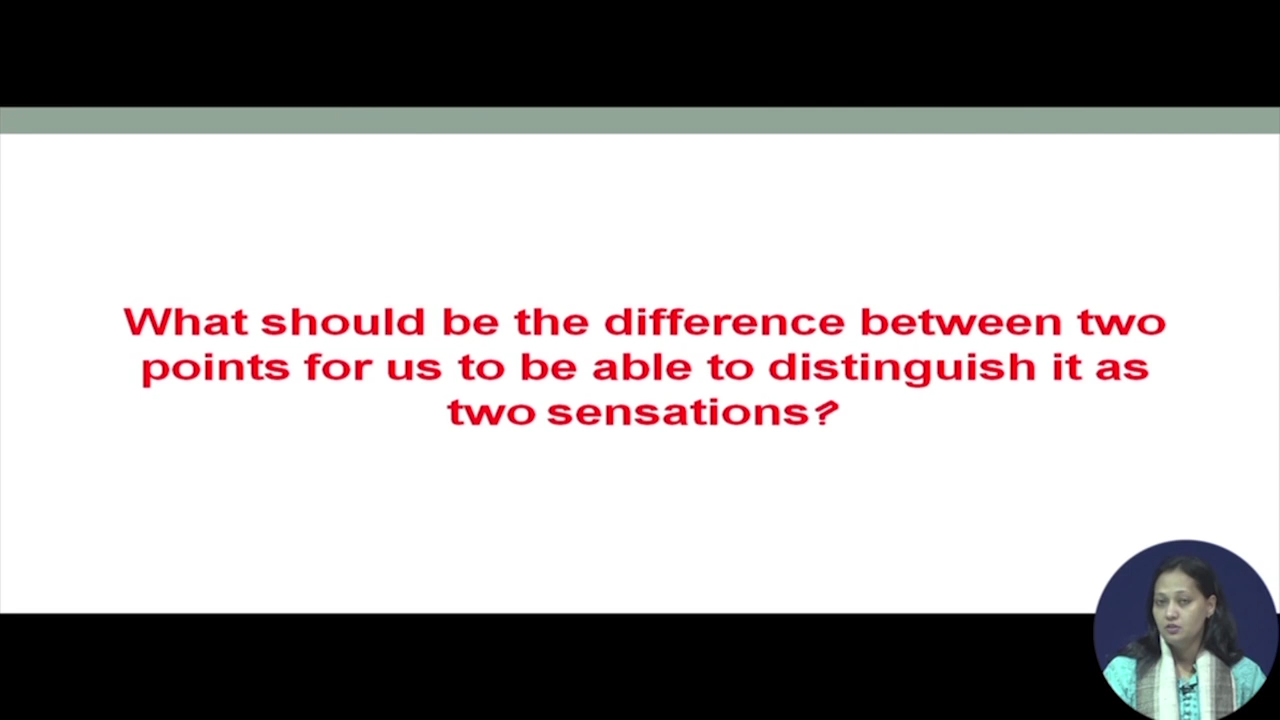 What should be the difference between two
points for us to be able to distinguish it as
two sensations?